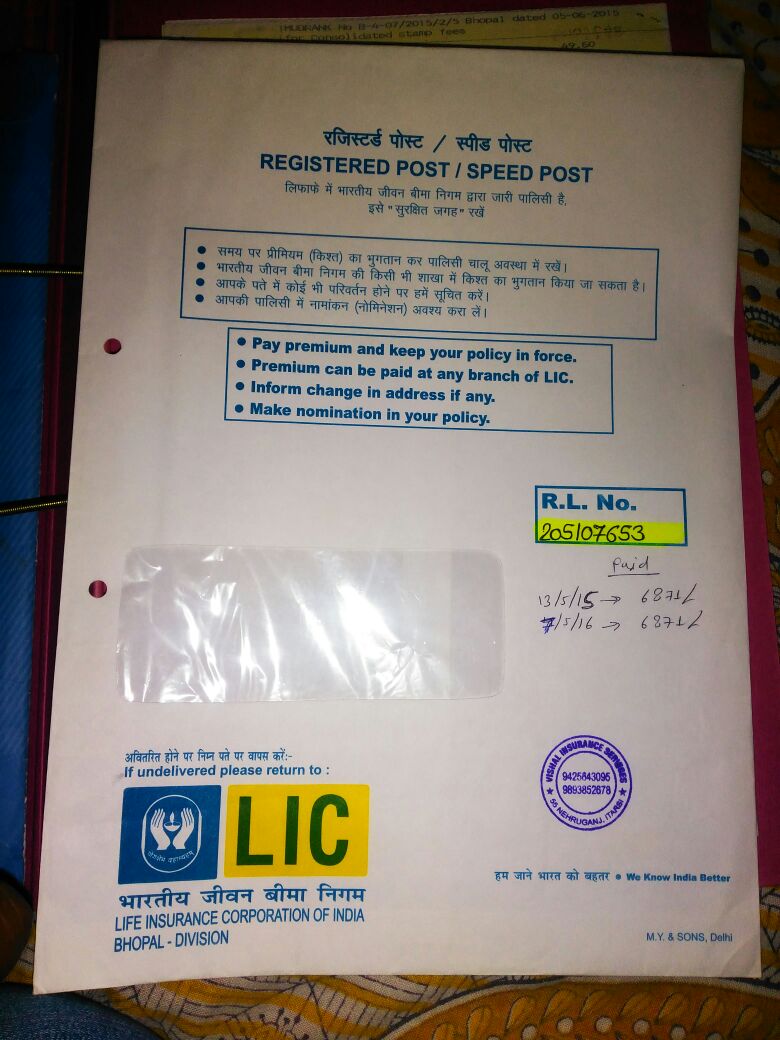 (MUDRANK No B-4-07/2015/2/5 Bhopal dated 05-06-2015
for Consolidated stamp fees
49.60
रजिस्टर्ड पोस्ट / स्पीड पोस्ट
REGISTERED POST / SPEED POST
लिफाफे में भारतीय जीवन बीमा निगम द्वारा जारी पालिसी है,
इसे "सुरक्षित जगह" रखें
● समय पर प्रीमियम (किश्त) का भुगतान कर पालिसी चालू अवस्था में रखें।
● भारतीय जीवन बीमा निगम की किसी भी शाखा में किश्त का भुगतान किया जा सकता है।
● आपके पते में कोई भी परिवर्तन होने पर हमें सूचित करें।
● आपकी पालिसी में नामांकन (नोमिनेशन) अवश्य करा लें।
● Pay premium and keep your policy in force.
● Premium can be paid at any branch of LIC.
● Inform change in address if any.
● Make nomination in your policy.
R.L. No.
205107653
Paid
13/5/15 → 6871/
7/5/16 → 6871/
अवितरित होने पर निम्न पते पर वापस करें:-
If undelivered please return to :
योगक्षेमं वहाम्यहम्
LIC
भारतीय जीवन बीमा निगम
LIFE INSURANCE CORPORATION OF INDIA
BHOPAL - DIVISION
VISHAL INSURANCE SERVICES
9425643095
9893852678
★ 55 NEHRUGANJ, ITARSI ★
हम जाने भारत को बहतर ● We Know India Better
M.Y. & SONS, Delhi